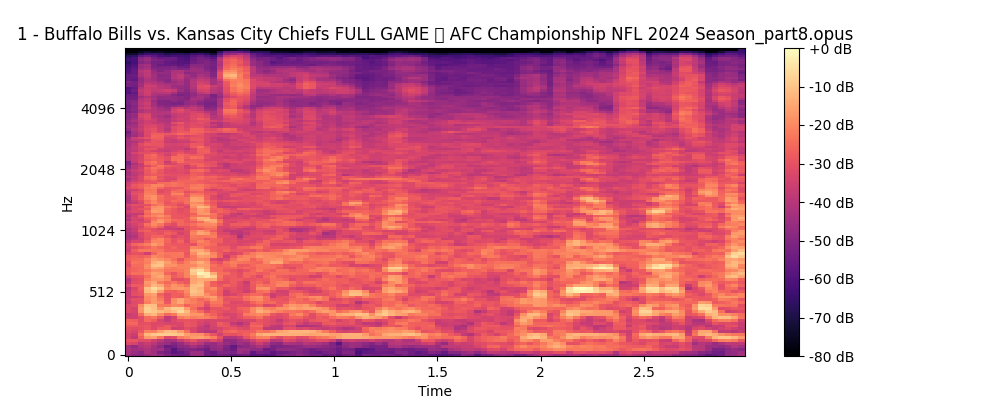 1 - Buffalo Bills vs. Kansas City Chiefs FULL GAME ▯ AFC Championship NFL 2024 Season_part8.opus
Hz
4096
2048
1024
512
0
0
0.5
1
1.5
2
2.5
Time
+0 dB
-10 dB
-20 dB
-30 dB
-40 dB
-50 dB
-60 dB
-70 dB
-80 dB